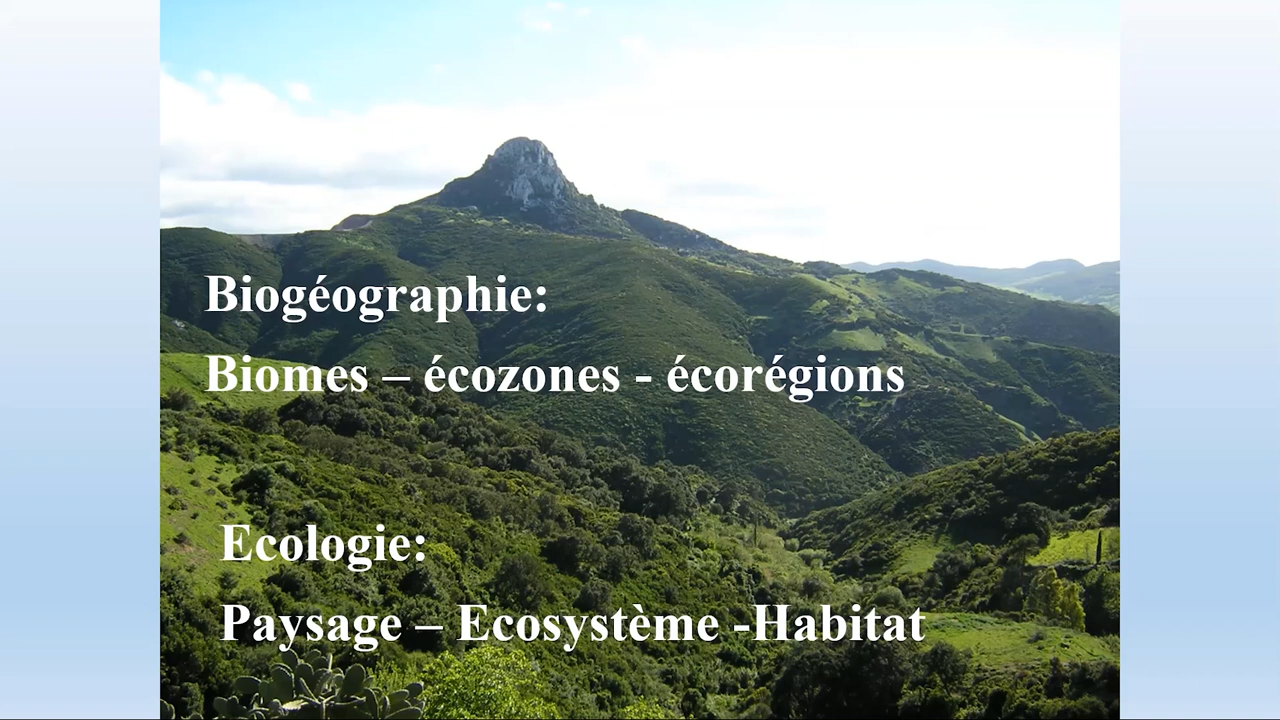 Biogéographie:
Biomes – écozones - écorégions
Ecologie:
Paysage – Ecosystème -Habitat